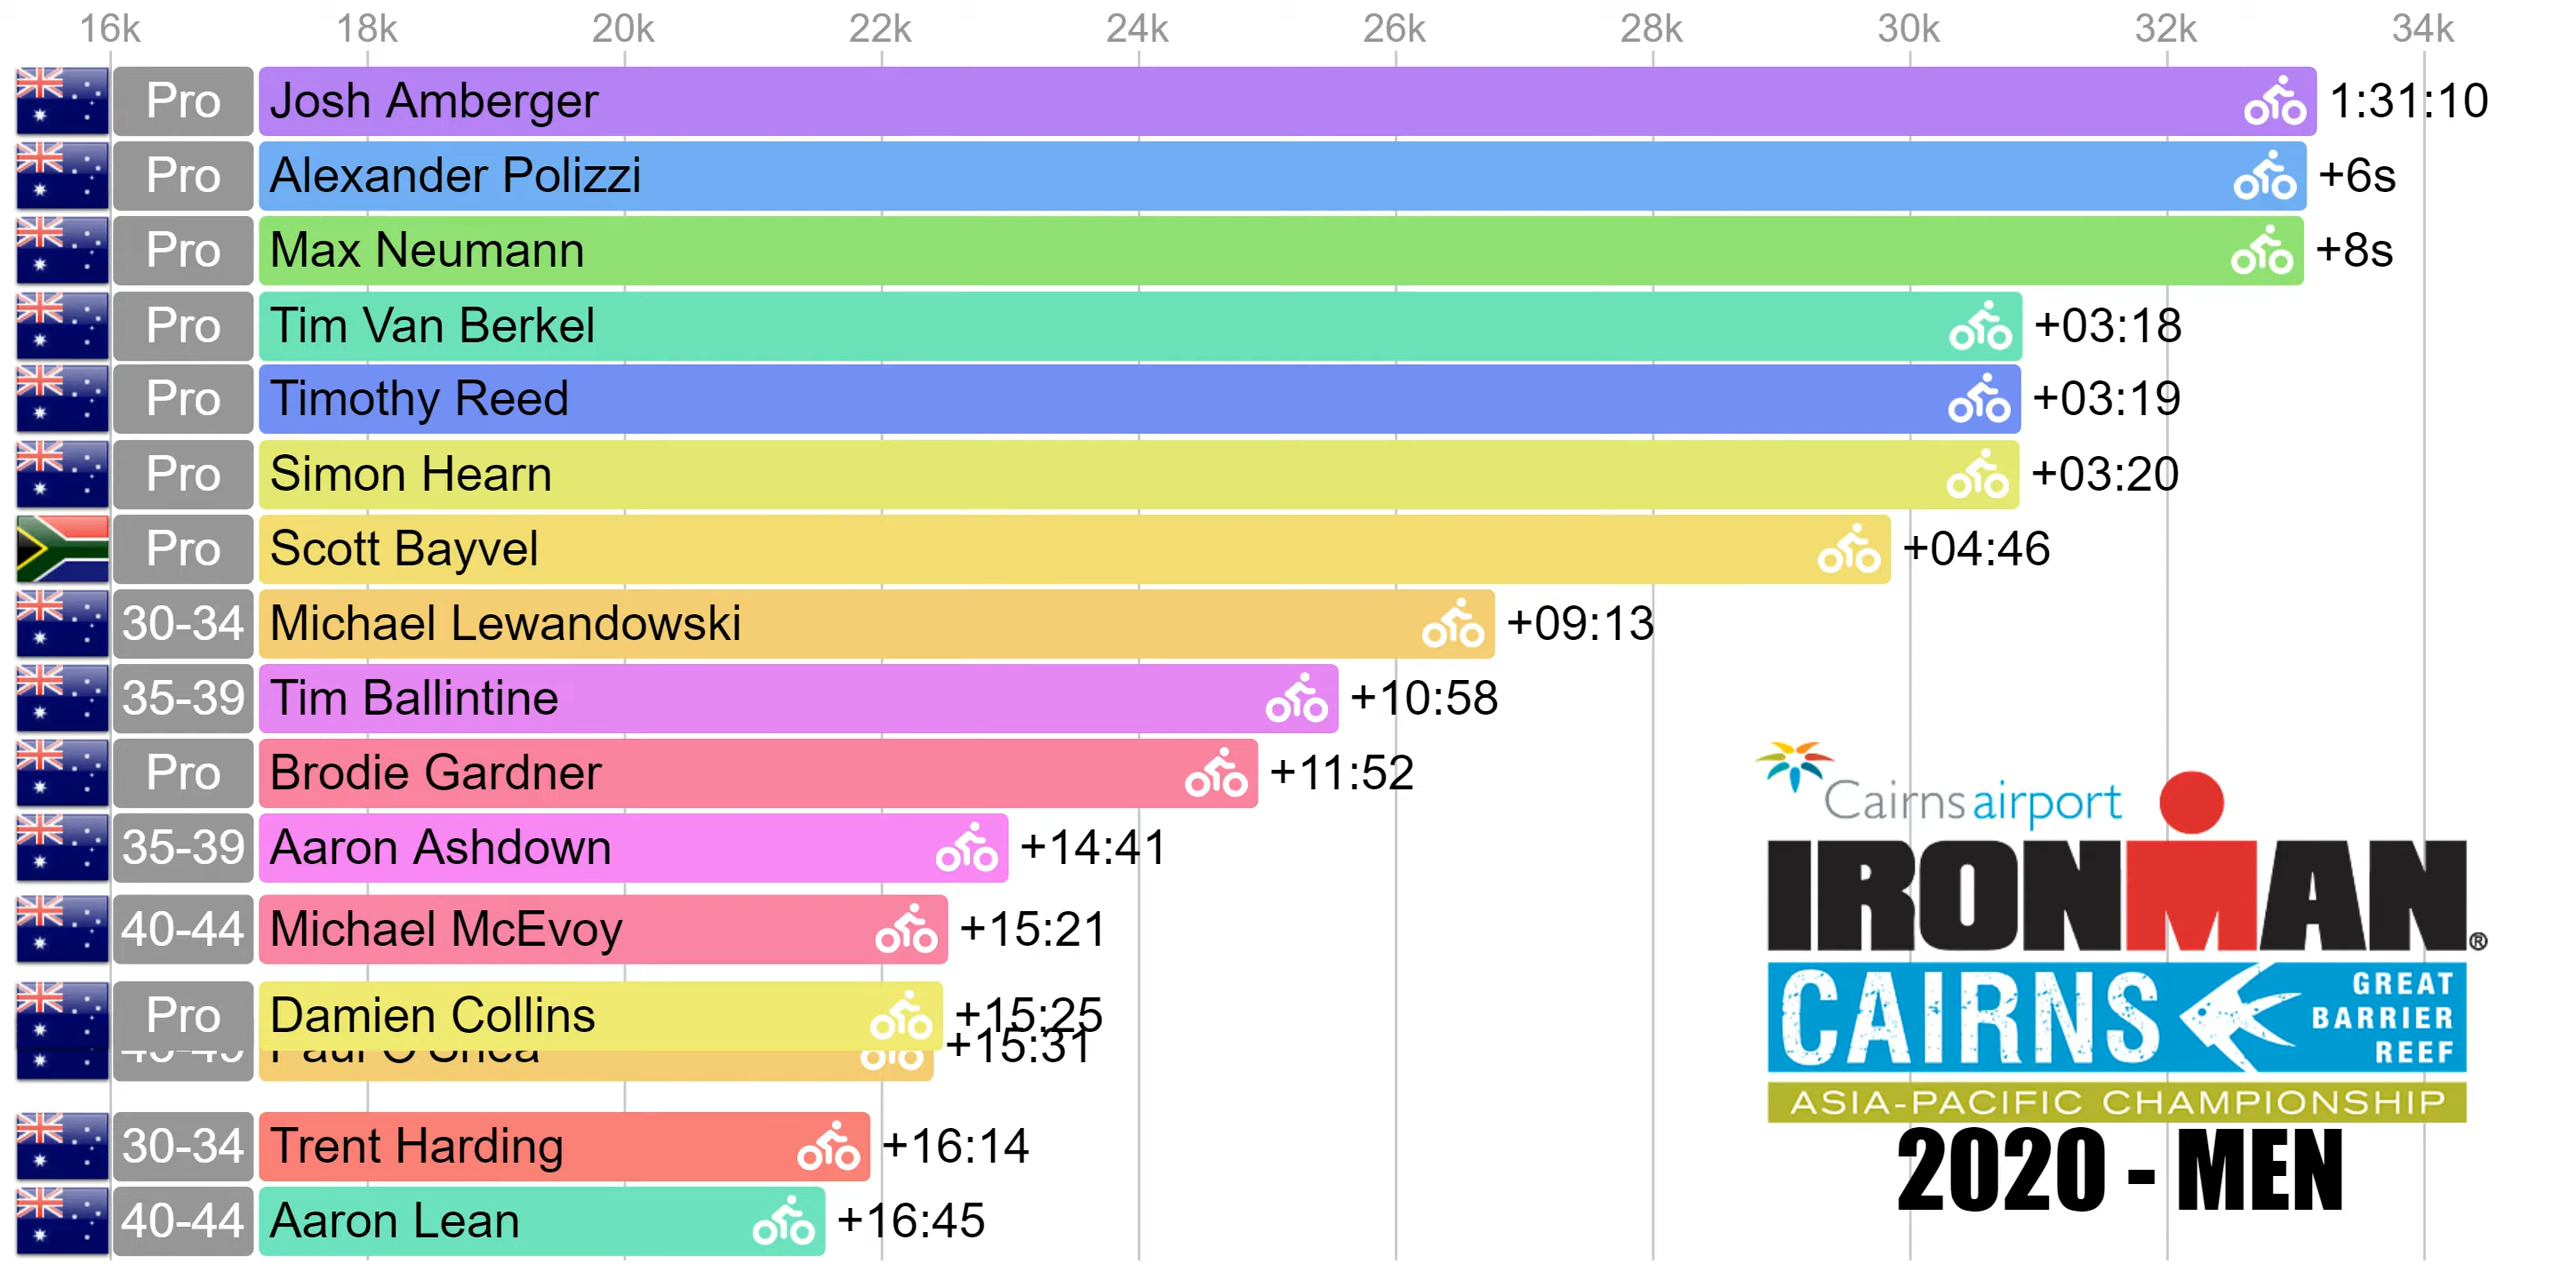 16k 18k 20k 22k 24k 26k 28k 30k 32k 34k
Pro Josh Amberger 1:31:10
Pro Alexander Polizzi +6s
Pro Max Neumann +8s
Pro Tim Van Berkel +03:18
Pro Timothy Reed +03:19
Pro Simon Hearn +03:20
Pro Scott Bayvel +04:46
30-34 Michael Lewandowski +09:13
35-39 Tim Ballintine +10:58
Pro Brodie Gardner +11:52
35-39 Aaron Ashdown +14:41
40-44 Michael McEvoy +15:21
Pro Damien Collins +15:25
Paul O'Shea +15:31
30-34 Trent Harding +16:14
40-44 Aaron Lean +16:45
Cairns airport
IRONMAN®
CAIRNS
GREAT
BARRIER
REEF
ASIA-PACIFIC CHAMPIONSHIP
2020 - MEN